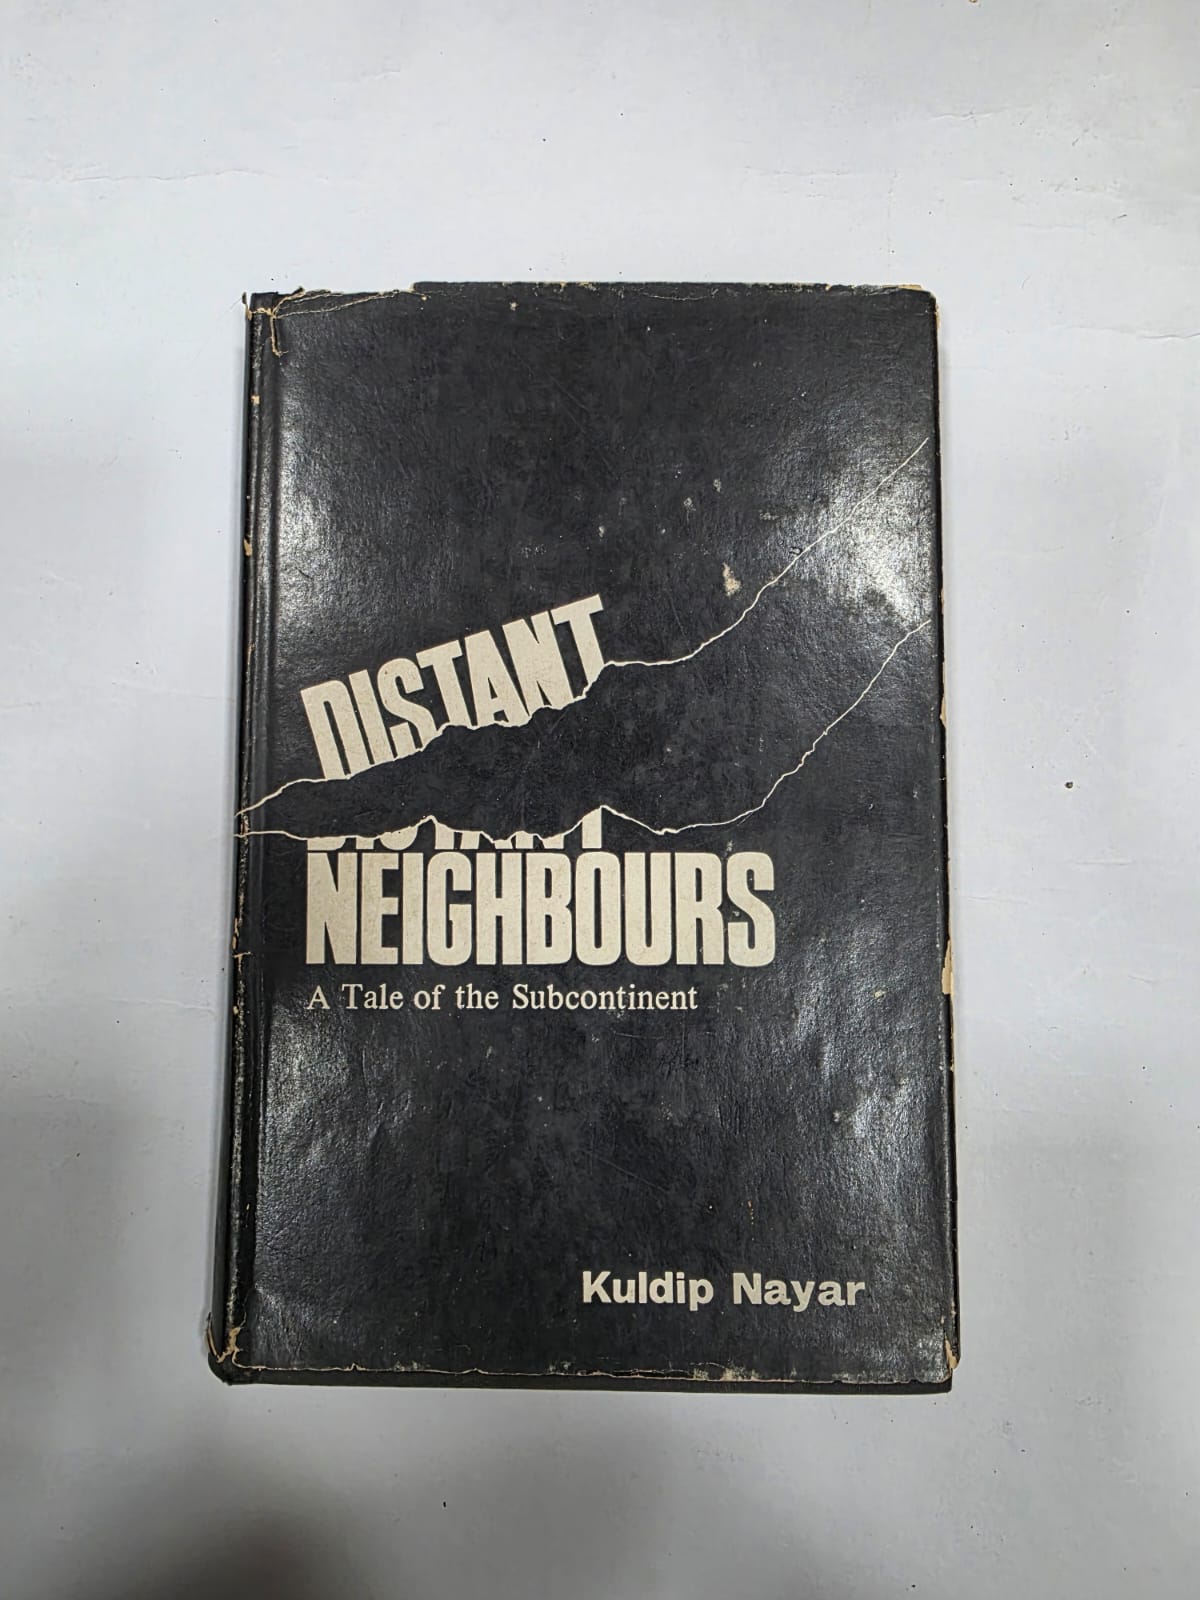 DISTANT
NEIGHBOURS
A Tale of the Subcontinent
Kuldip Nayar